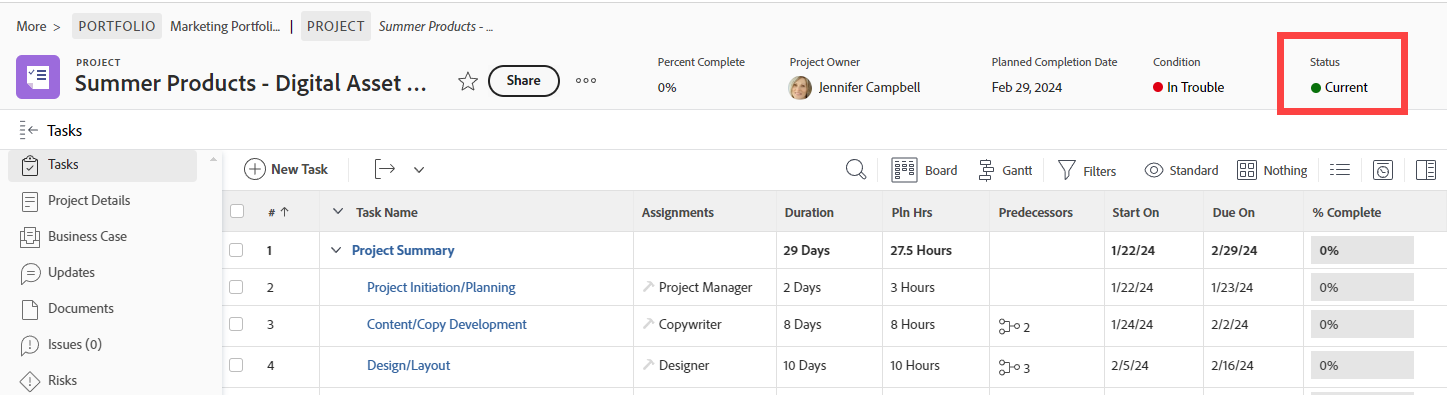 More > PORTFOLIO Marketing Portfoli... | PROJECT Summer Products - ...
PROJECT
Summer Products - Digital Asset ...
Share
Percent Complete
0%
Project Owner
Jennifer Campbell
Planned Completion Date
Feb 29, 2024
Condition
In Trouble
Status
Current
Tasks
Tasks
Project Details
Business Case
Updates
Documents
Issues (0)
Risks
New Task Board Gantt Filters Standard Nothing
# Task Name Assignments Duration Pln Hrs Predecessors Start On Due On % Complete
1 Project Summary 29 Days 27.5 Hours 1/22/24 2/29/24 0%
2 Project Initiation/Planning Project Manager 2 Days 3 Hours 1/22/24 1/23/24 0%
3 Content/Copy Development Copywriter 8 Days 8 Hours 2 1/24/24 2/2/24 0%
4 Design/Layout Designer 10 Days 10 Hours 3 2/5/24 2/16/24 0%